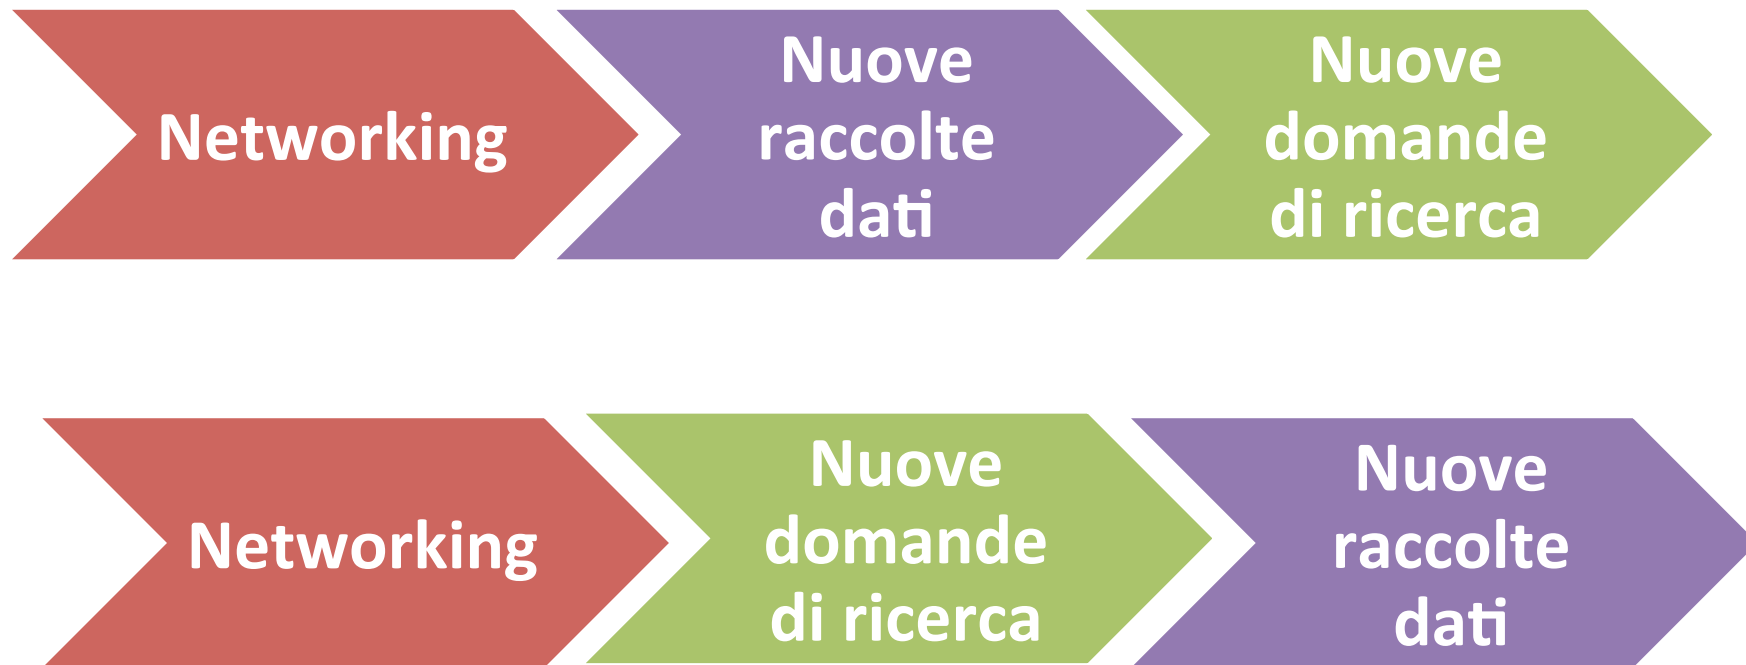 Networking
Nuove
raccolte
dati
Nuove
domande
di ricerca
Networking
Nuove
domande
di ricerca
Nuove
raccolte
dati